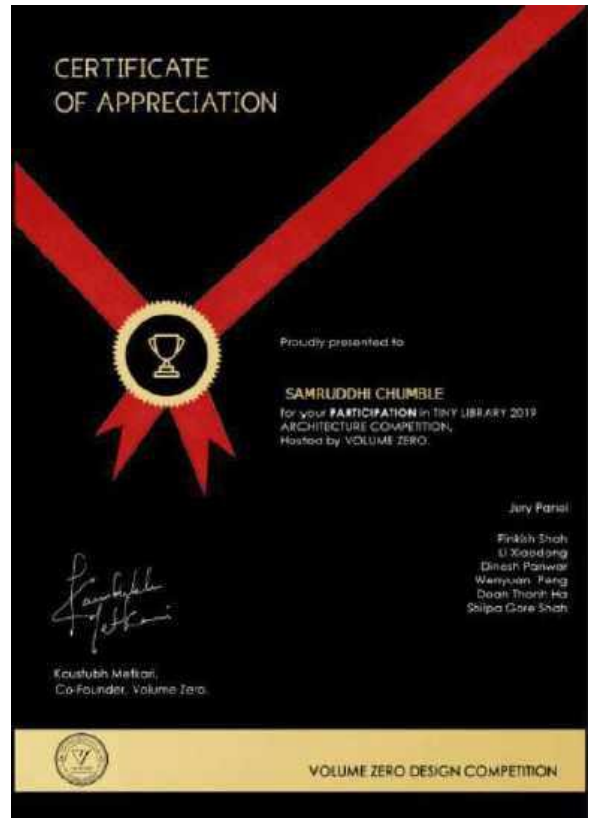 CERTIFICATE
OF APPRECIATION
Proudly presented to
SAMRUDDHI CHUMBLE
for your PARTICIPATION in TINY LIBRARY 2019
ARCHITECTURE COMPETITION,
Hosted by VOLUME ZERO.
Jury Panel
Pinkish Shah
Li Xiaodong
Dinesh Panwar
Wenyuan Peng
Doan Thanh Ha
Shilpa Gore Shah
Kaustubh Metkari
Kaustubh Metkari,
Co-Founder, Volume Zero.
VOLUME ZERO DESIGN COMPETITION